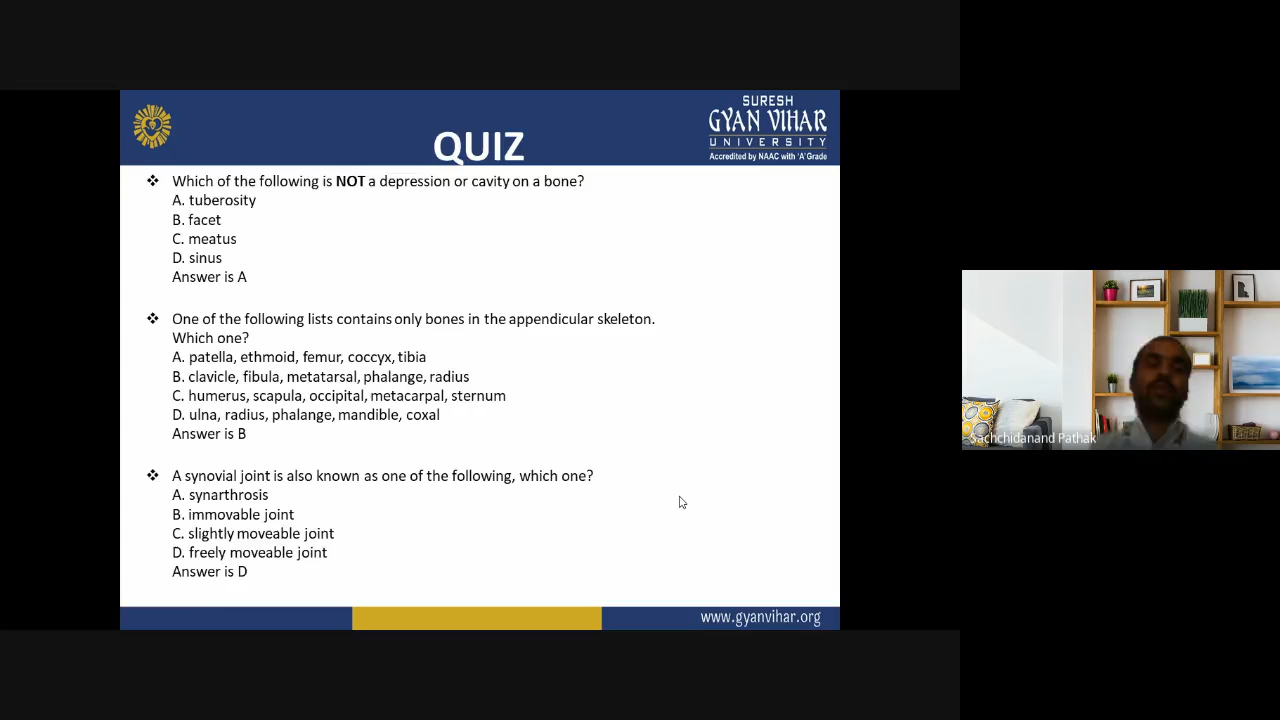 SURESH
GYAN VIHAR
UNIVERSITY
Accredited by NAAC with 'A' Grade
QUIZ
❖ Which of the following is NOT a depression or cavity on a bone?
A. tuberosity
B. facet
C. meatus
D. sinus
Answer is A
❖ One of the following lists contains only bones in the appendicular skeleton.
Which one?
A. patella, ethmoid, femur, coccyx, tibia
B. clavicle, fibula, metatarsal, phalange, radius
C. humerus, scapula, occipital, metacarpal, sternum
D. ulna, radius, phalange, mandible, coxal
Answer is B
❖ A synovial joint is also known as one of the following, which one?
A. synarthrosis
B. immovable joint
C. slightly moveable joint
D. freely moveable joint
Answer is D
www.gyanvihar.org
Sachchidanand Pathak